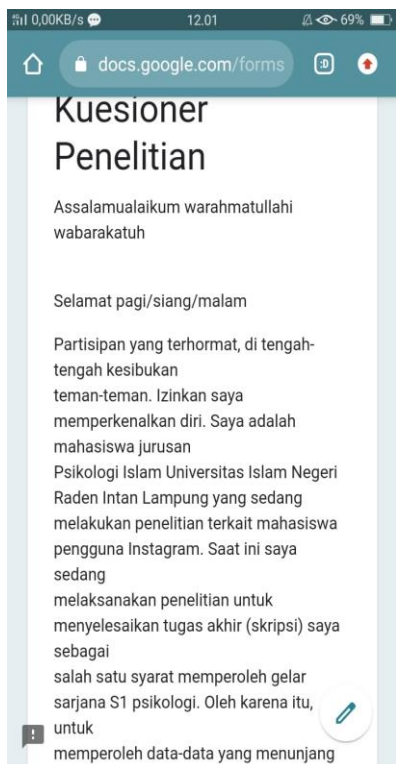 0,00KB/s 12.01 69%
docs.google.com/forms :D
Kuesioner
Penelitian
Assalamualaikum warahmatullahi
wabarakatuh
Selamat pagi/siang/malam
Partisipan yang terhormat, di tengah-
tengah kesibukan
teman-teman. Izinkan saya
memperkenalkan diri. Saya adalah
mahasiswa jurusan
Psikologi Islam Universitas Islam Negeri
Raden Intan Lampung yang sedang
melakukan penelitian terkait mahasiswa
pengguna Instagram. Saat ini saya
sedang
melaksanakan penelitian untuk
menyelesaikan tugas akhir (skripsi) saya
sebagai
salah satu syarat memperoleh gelar
sarjana S1 psikologi. Oleh karena itu,
untuk
memperoleh data-data yang menunjang